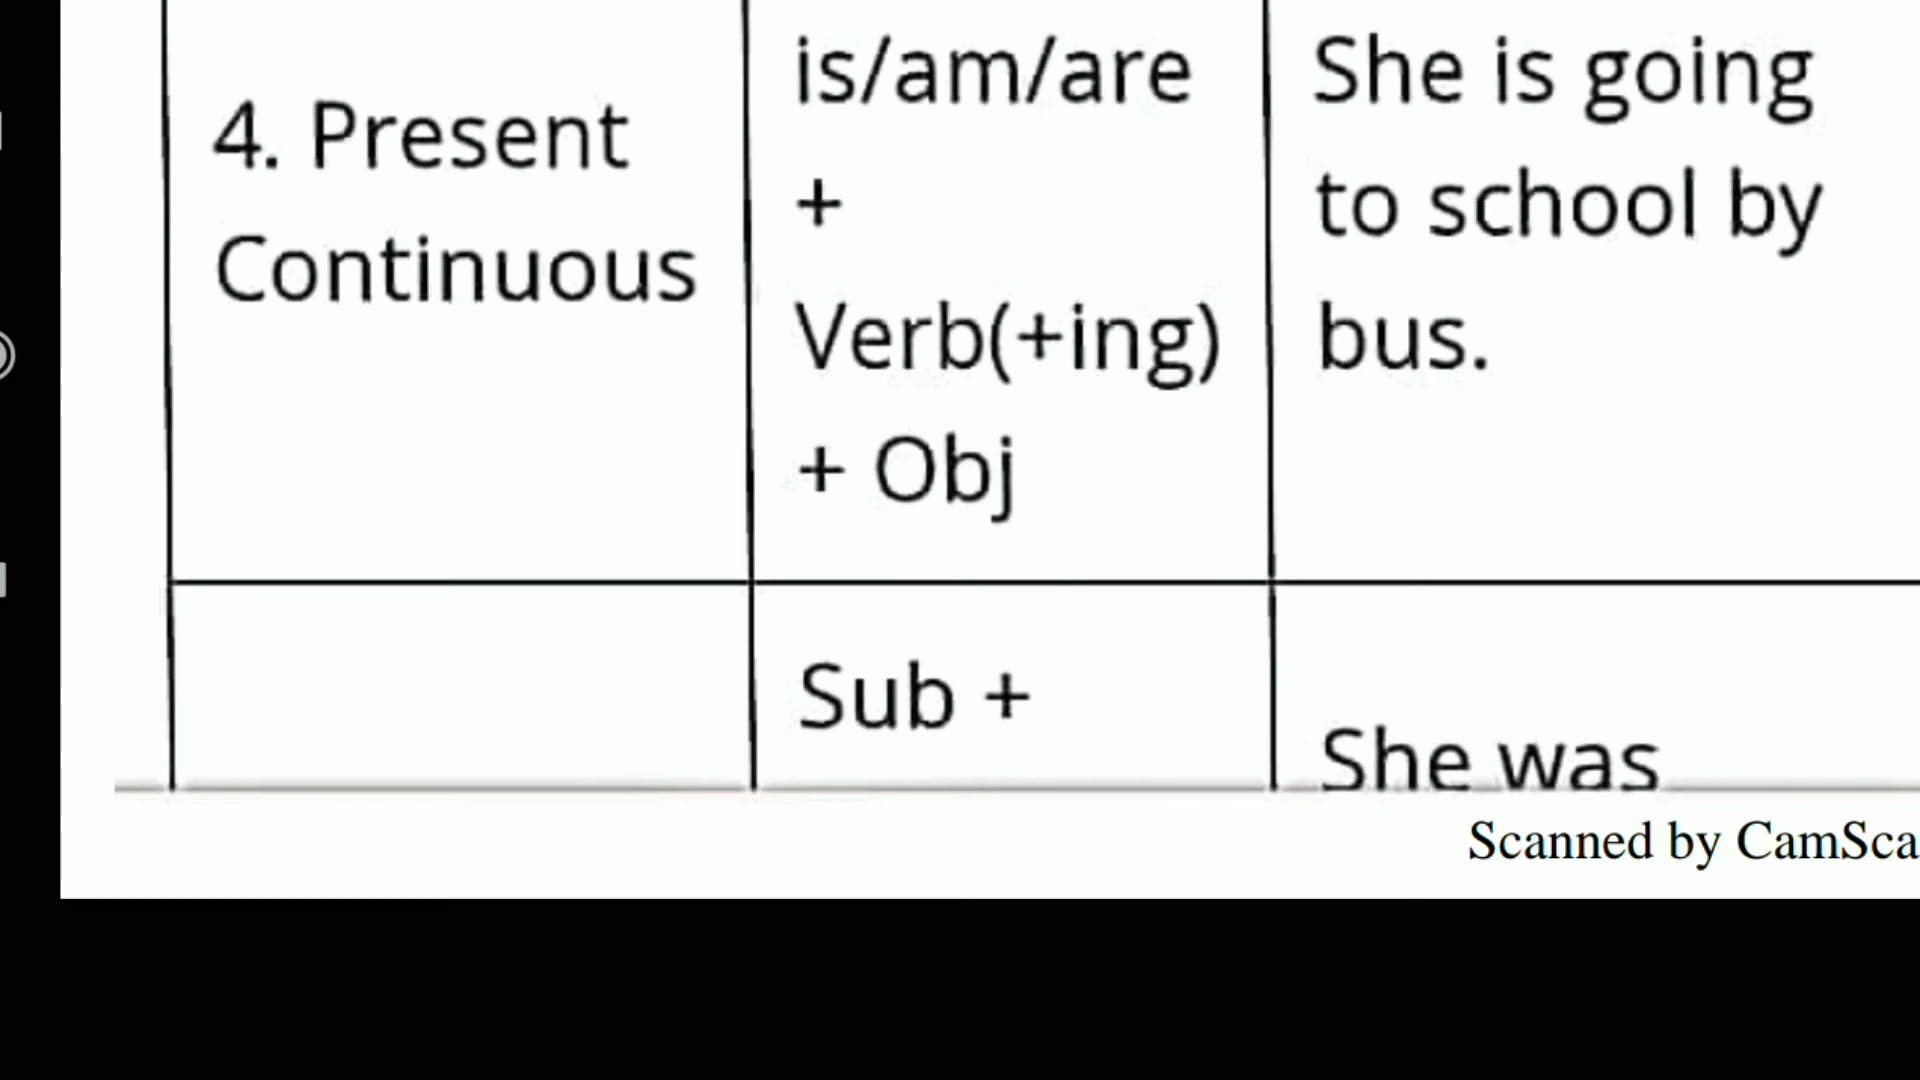 4. Present
Continuous
is/am/are
+
Verb(+ing)
+ Obj
She is going
to school by
bus.
Sub +
She was
Scanned by CamSca